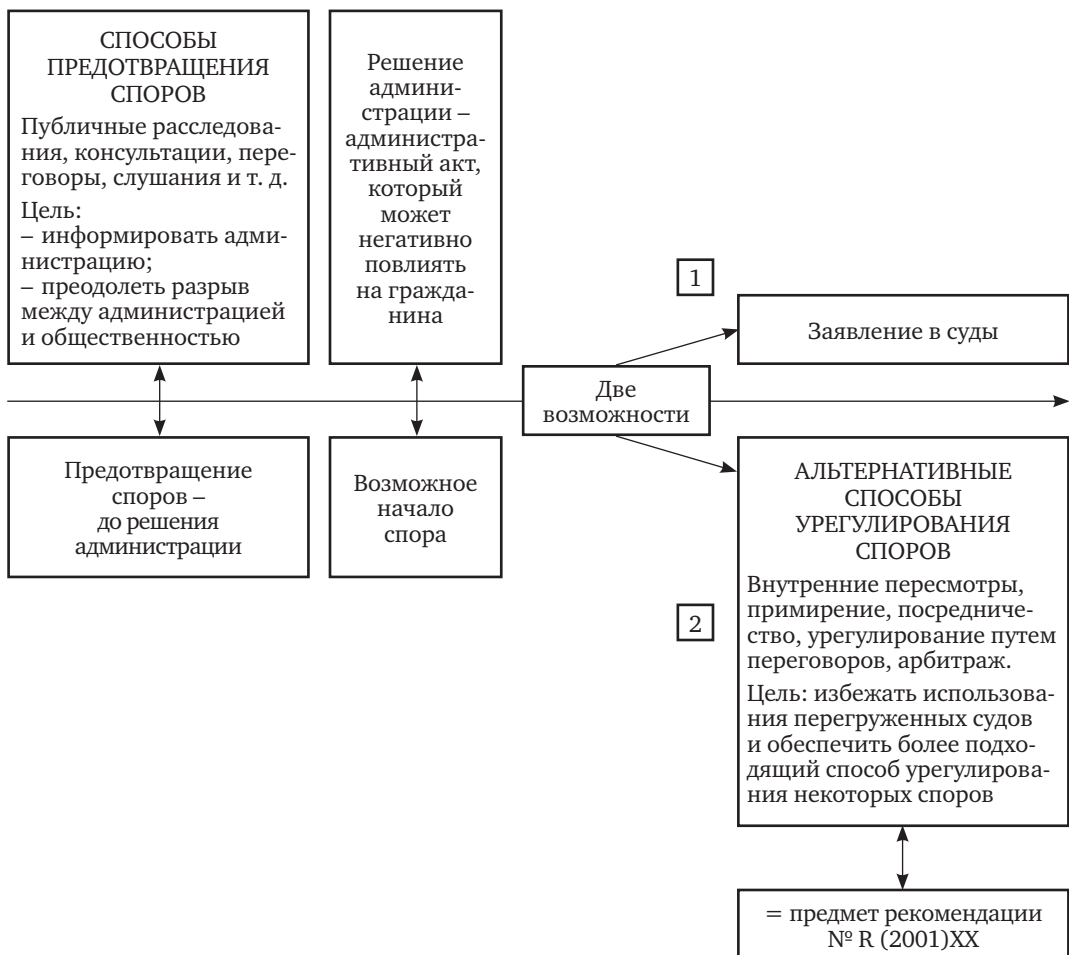 СПОСОБЫ
ПРЕДОТВРАЩЕНИЯ
СПОРОВ
Публичные расследова-
ния, консультации, пере-
говоры, слушания и т. д.
Цель:
– информировать адми-
нистрацию;
– преодолеть разрыв
между администрацией
и общественностью
Решение
админи-
страции –
администра-
тивный акт,
который
может
негативно
повлиять
на гражда-
нина
1
Заявление в суды
Две
возможности
Предотвращение
споров –
до решения
администрации
Возможное
начало
спора
2
АЛЬТЕРНАТИВНЫЕ
СПОСОБЫ
УРЕГУЛИРОВАНИЯ
СПОРОВ
Внутренние пересмотры,
примирение, посредниче-
ство, урегулирование путем
переговоров, арбитраж.
Цель: избежать использова-
ния перегруженных судов
и обеспечить более подхо-
дящий способ урегулирова-
ния некоторых споров
= предмет рекомендации
№ R (2001)XX